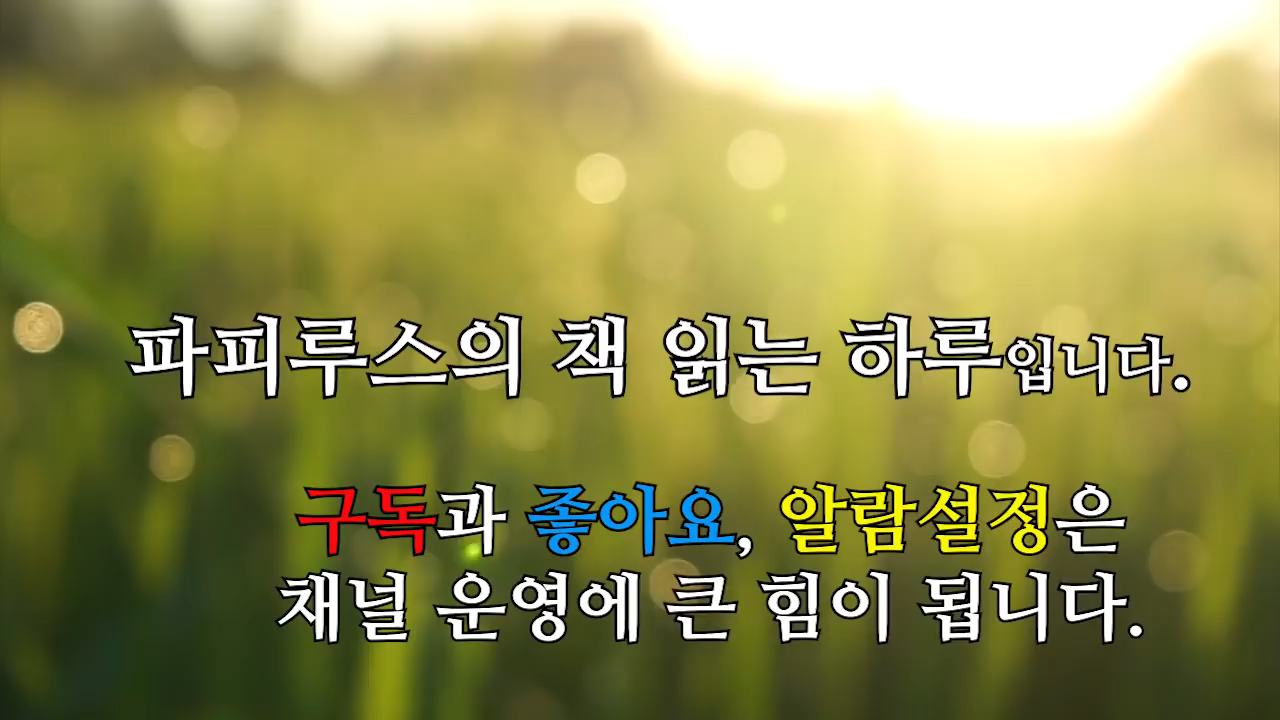 파피루스의 책 읽는 하루입니다.
구독과 좋아요, 알람설정은
채널 운영에 큰 힘이 됩니다.